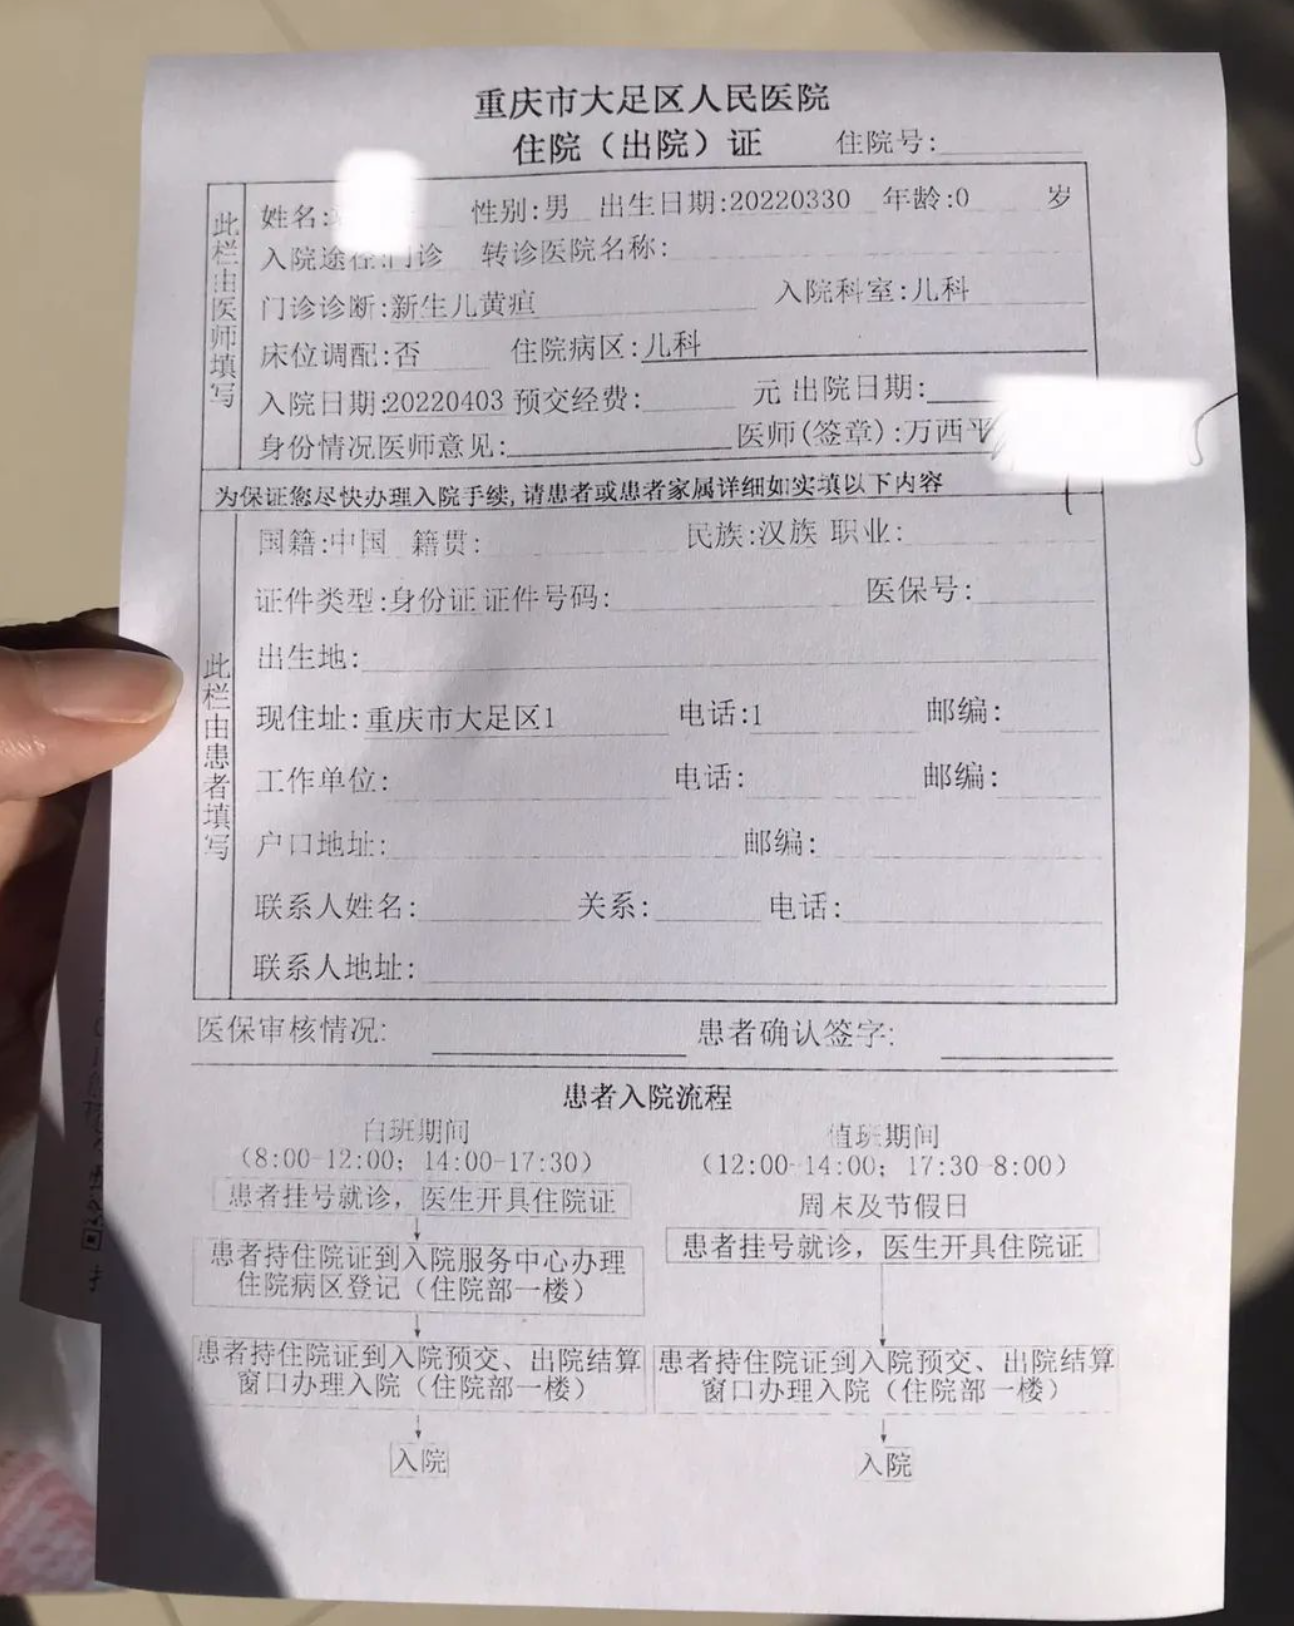 重庆市大足区人民医院
住院（出院）证 住院号:
此栏由医师填写
姓名: 性别:男 出生日期:20220330 年龄:0 岁
入院途径:门诊 转诊医院名称:
门诊诊断:新生儿黄疸 入院科室:儿科
床位调配:否 住院病区:儿科
入院日期:20220403 预交经费: 元 出院日期:
身份情况医师意见: 医师(签章):万西平
为保证您尽快办理入院手续,请患者或患者家属详细如实填以下内容
此栏由患者填写
国籍:中国 籍贯: 民族:汉族 职业:
证件类型:身份证 证件号码: 医保号:
出生地:
现住址:重庆市大足区1 电话:1 邮编:
工作单位: 电话: 邮编:
户口地址: 邮编:
联系人姓名: 关系: 电话:
联系人地址:
医保审核情况: 患者确认签字:
患者入院流程
白班期间
(8:00-12:00; 14:00-17:30)
患者挂号就诊，医生开具住院证
患者持住院证到入院服务中心办理
住院病区登记（住院部一楼）
患者持住院证到入院预交、出院结算
窗口办理入院（住院部一楼）
入院
值班期间
(12:00-14:00; 17:30-8:00)
周末及节假日
患者挂号就诊，医生开具住院证
患者持住院证到入院预交、出院结算
窗口办理入院（住院部一楼）
入院